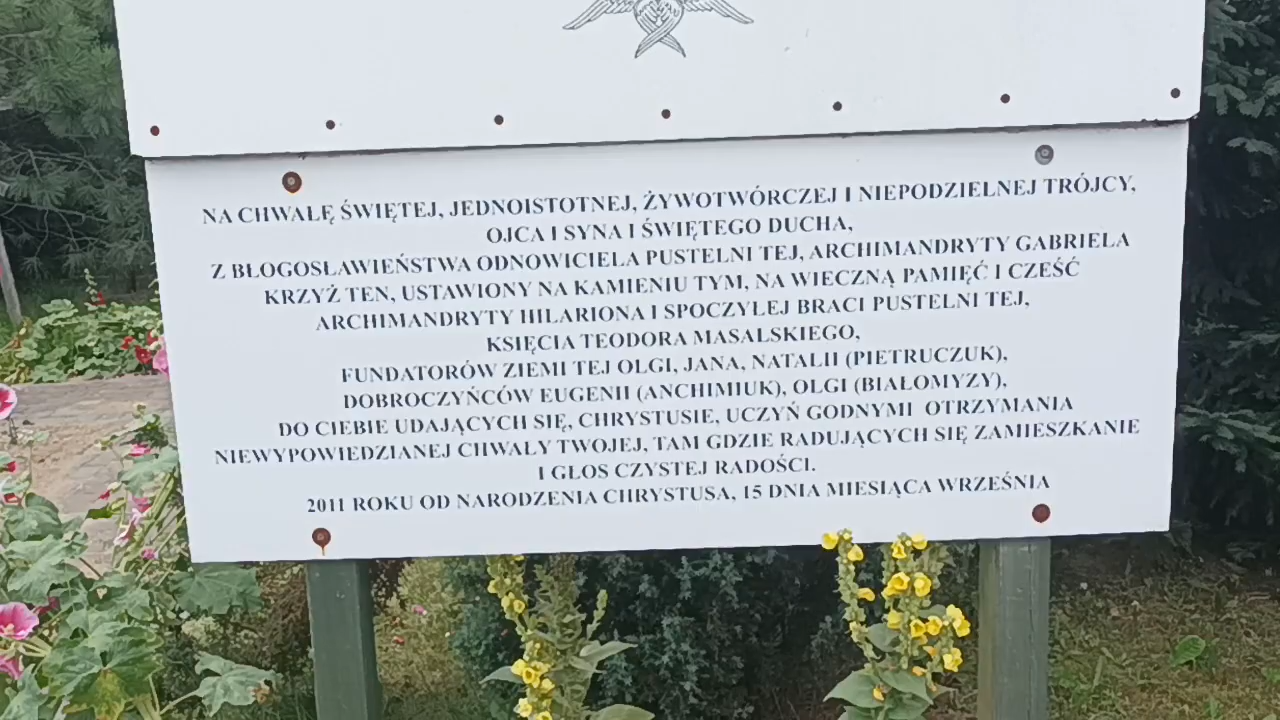 NA CHWAŁĘ ŚWIĘTEJ, JEDNOISTOTNEJ, ŻYWOTWÓRCZEJ I NIEPODZIELNEJ TRÓJCY,
OJCA I SYNA I ŚWIĘTEGO DUCHA,
Z BŁOGOSŁAWIEŃSTWA ODNOWICIELA PUSTELNI TEJ, ARCHIMANDRYTY GABRIELA
KRZYŻ TEN, USTAWIONY NA KAMIENIU TYM, NA WIECZNĄ PAMIĘĆ I CZEŚĆ
ARCHIMANDRYTY HILARIONA I SPOCZYŁEJ BRACI PUSTELNI TEJ,
KSIĘCIA TEODORA MASALSKIEGO,
FUNDATORÓW ZIEMI TEJ OLGI, JANA, NATALII (PIETRUCZUK),
DOBROCZYŃCÓW EUGENII (ANCHIMIUK), OLGI (BIAŁOMYZY),
DO CIEBIE UDAJĄCYCH SIĘ, CHRYSTUSIE, UCZYŃ GODNYMI OTRZYMANIA
NIEWYPOWIEDZIANEJ CHWAŁY TWOJEJ, TAM GDZIE RADUJĄCYCH SIĘ ZAMIESZKANIE
I GŁOS CZYSTEJ RADOŚCI.
2011 ROKU OD NARODZENIA CHRYSTUSA, 15 DNIA MIESIĄCA WRZEŚNIA